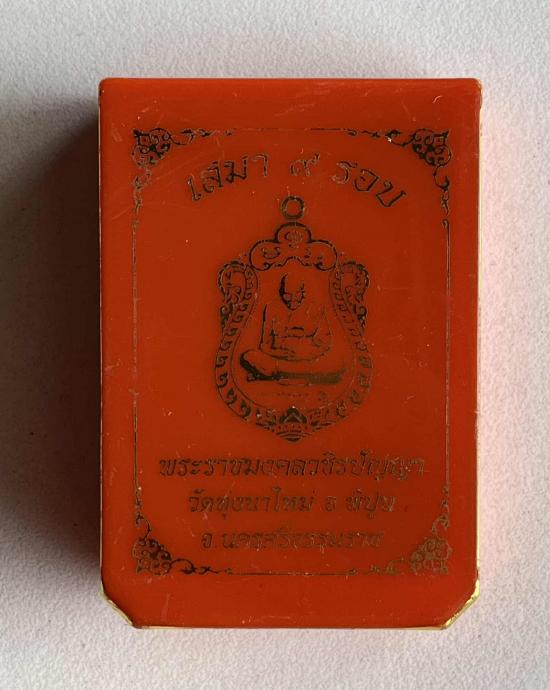 เสมา ๙ รอบ
พระราชมงคลวชิรปัญญา
วัดทุ่งนาใหม่ อ พิปูน
จ.นครศรีธรรมราช